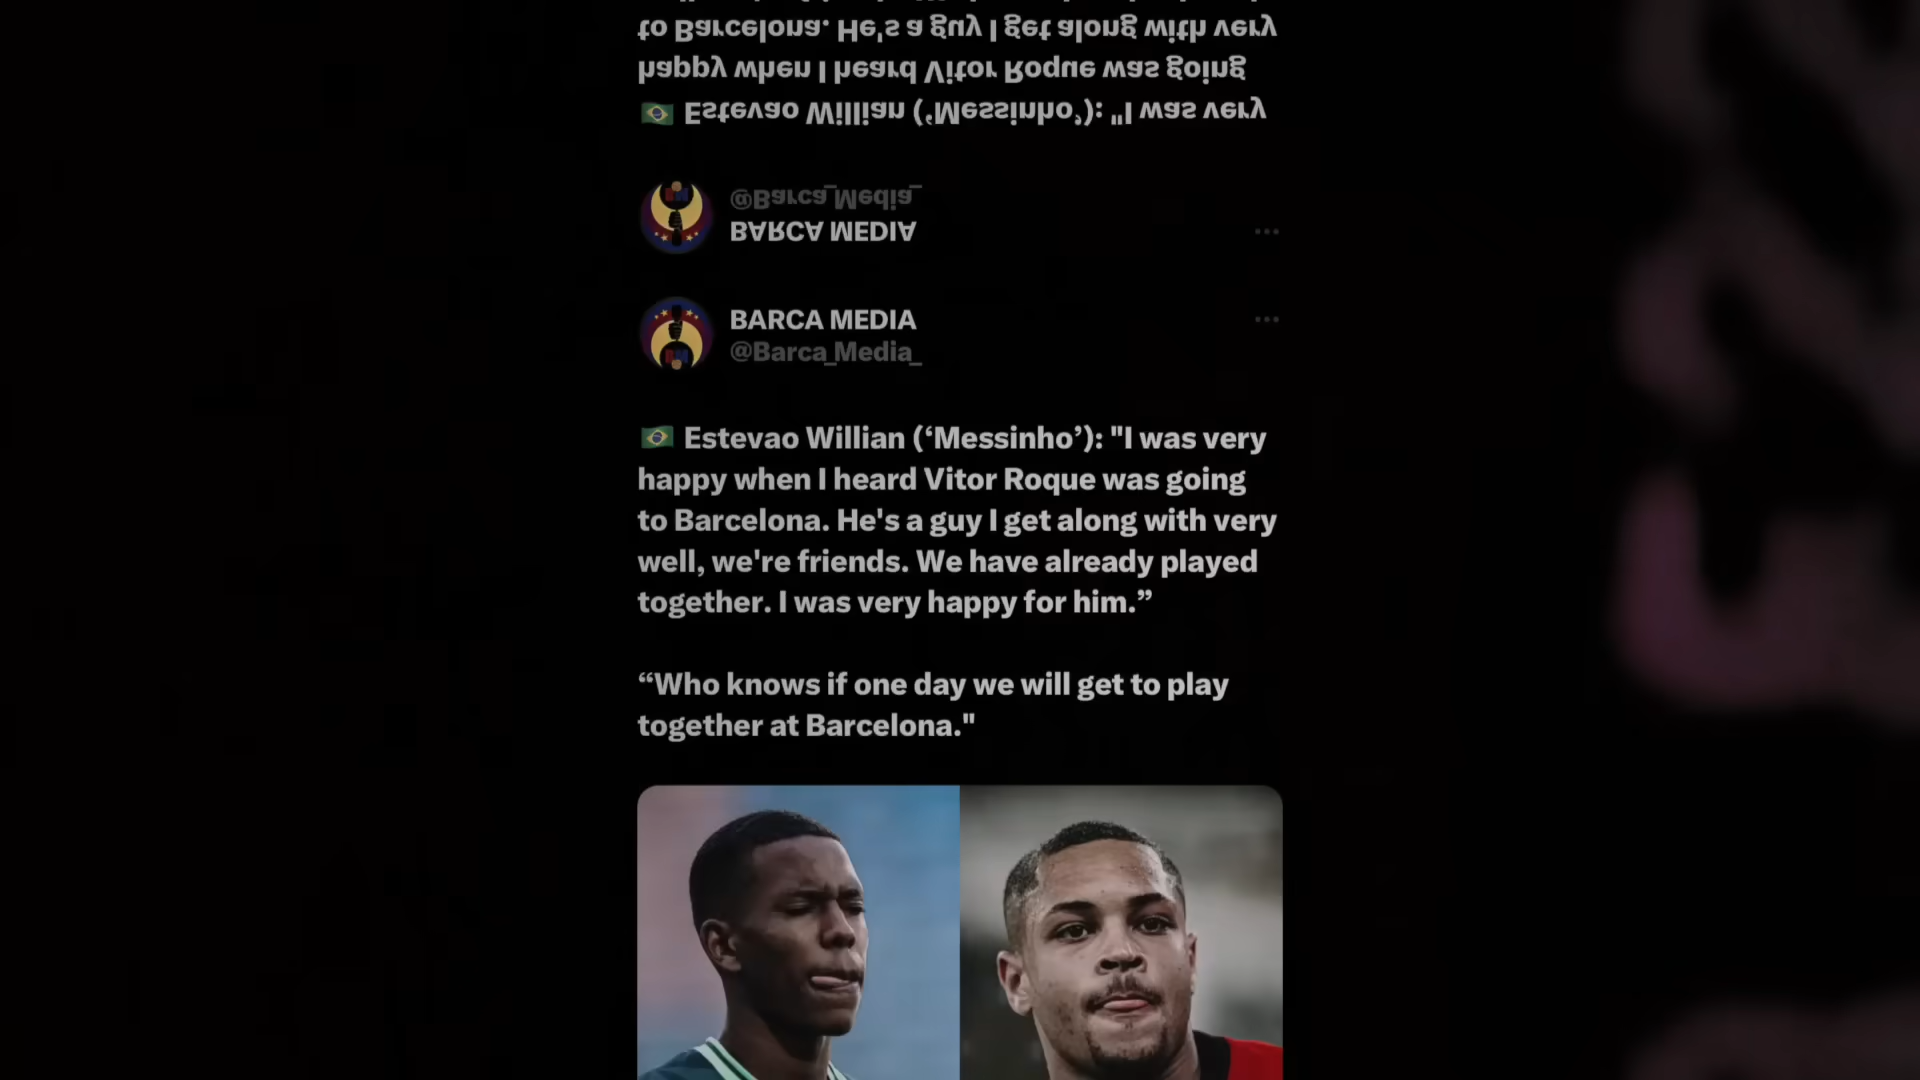 to Barcelona. He's a guy I get along with very
happy when I heard Vitor Roque was going
Estevao Willian (‘Messinho’): "I was very
@Barca_Media_
BARCA MEDIA
BARCA MEDIA
@Barca_Media_
Estevao Willian (‘Messinho’): "I was very
happy when I heard Vitor Roque was going
to Barcelona. He's a guy I get along with very
well, we're friends. We have already played
together. I was very happy for him.”
“Who knows if one day we will get to play
together at Barcelona."